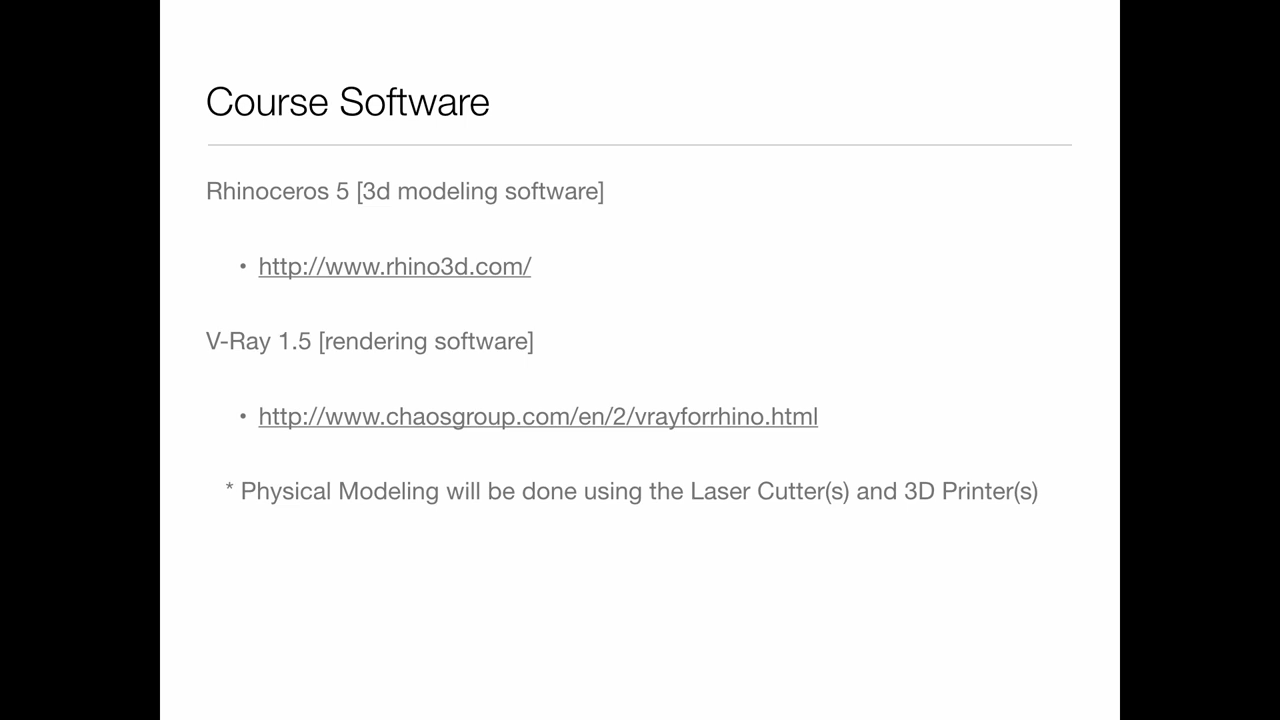 Course Software
Rhinoceros 5 [3d modeling software]
• http://www.rhino3d.com/
V-Ray 1.5 [rendering software]
• http://www.chaosgroup.com/en/2/vrayforrhino.html
* Physical Modeling will be done using the Laser Cutter(s) and 3D Printer(s)